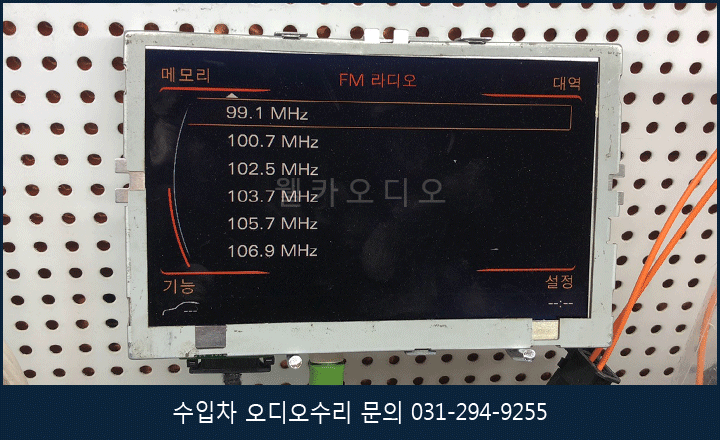 메모리
FM 라디오
대역
99.1 MHz
100.7 MHz
102.5 MHz
103.7 MHz
웰카오디오
105.7 MHz
106.9 MHz
기능
설정
---
--:--
수입차 오디오수리 문의 031-294-9255